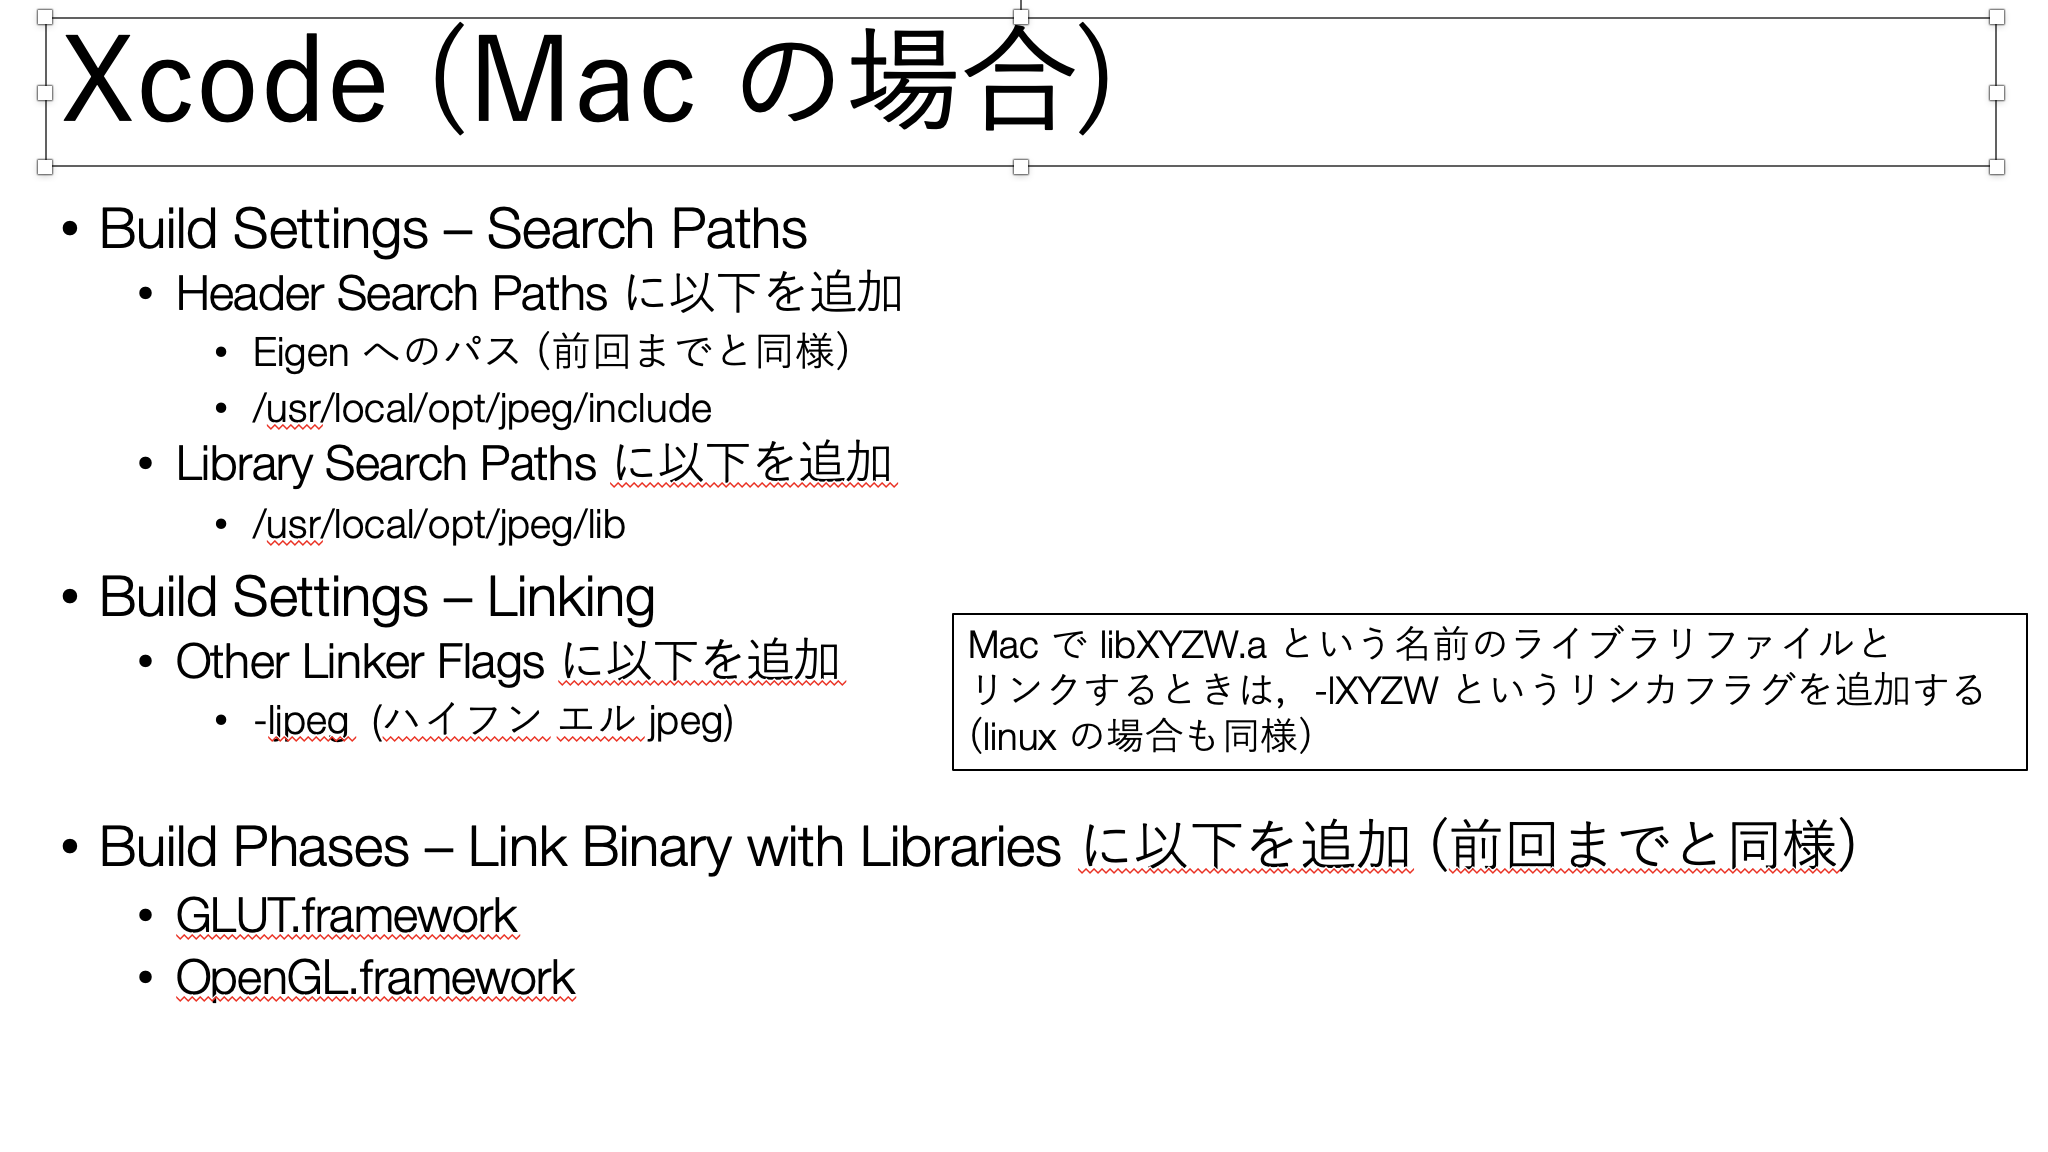 Xcode (Mac の場合)
• Build Settings – Search Paths
• Header Search Paths に以下を追加
• Eigen へのパス (前回までと同様)
• /usr/local/opt/jpeg/include
• Library Search Paths に以下を追加
• /usr/local/opt/jpeg/lib
• Build Settings – Linking
• Other Linker Flags に以下を追加
• -ljpeg (ハイフン エル jpeg)
Mac で libXYZW.a という名前のライブラリファイルと
リンクするときは，-lXYZW というリンカフラグを追加する
(linux の場合も同様)
• Build Phases – Link Binary with Libraries に以下を追加 (前回までと同様)
• GLUT.framework
• OpenGL.framework